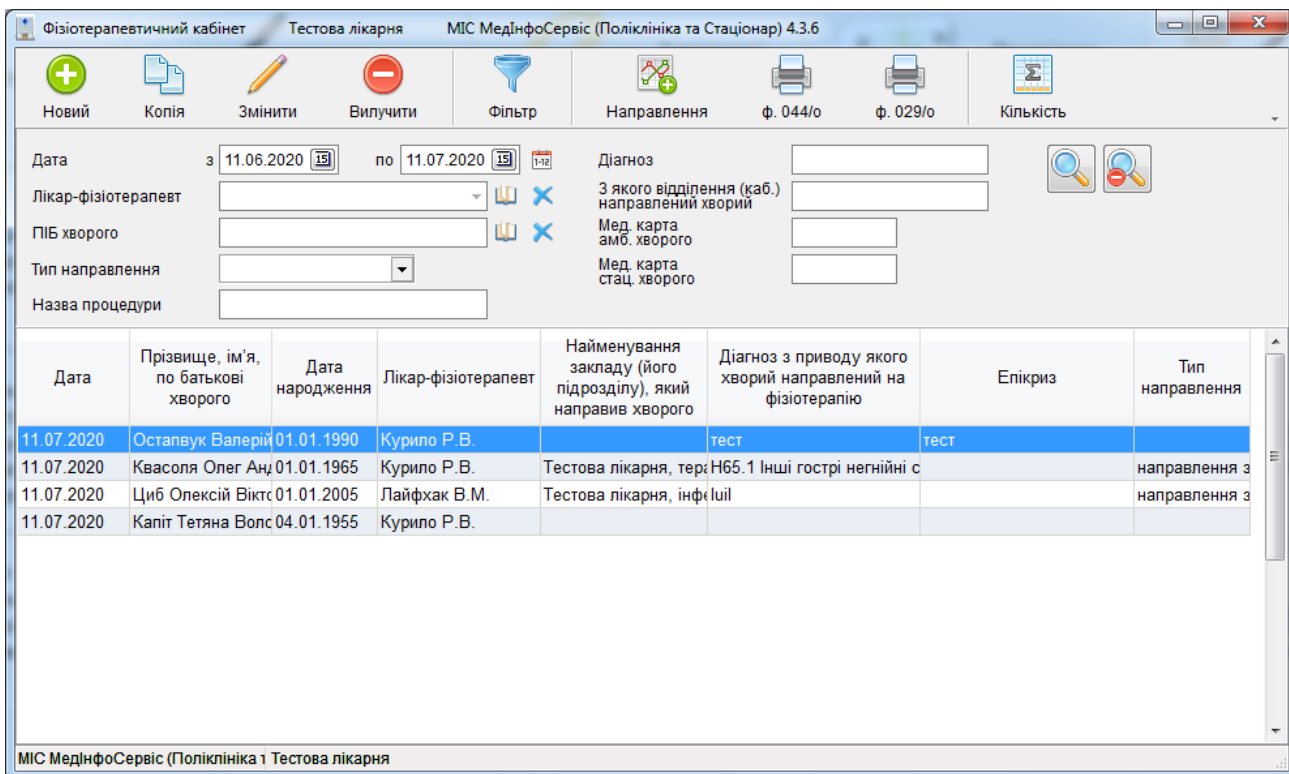 Фізіотерапевтичний кабінет Тестова лікарня МІС МедІнфоСервіс (Поліклініка та Стаціонар) 4.3.6
Новий Копія Змінити Вилучити Фільтр Направлення ф. 044/о ф. 029/о Кількість
Дата з 11.06.2020 15 по 11.07.2020 15 1-12 Діагноз
Лікар-фізіотерапевт З якого відділення (каб.) направлений хворий
ПІБ хворого Мед. карта амб. хворого
Тип направлення Мед. карта стац. хворого
Назва процедури
Дата Прізвище, ім'я, по батькові хворого Дата народження Лікар-фізіотерапевт Найменування закладу (його підрозділу), який направив хворого Діагноз з приводу якого хворий направлений на фізіотерапію Епікриз Тип направлення
11.07.2020 Остапвук Валерій 01.01.1990 Курило Р.В. тест тест
11.07.2020 Квасоля Олег Анд 01.01.1965 Курило Р.В. Тестова лікарня, тера H65.1 Інші гострі негнійні с направлення з
11.07.2020 Циб Олексій Вікто 01.01.2005 Лайфхак В.М. Тестова лікарня, інфе luil направлення з
11.07.2020 Капіт Тетяна Воло 04.01.1955 Курило Р.В.
МІС МедІнфоСервіс (Поліклініка т Тестова лікарня